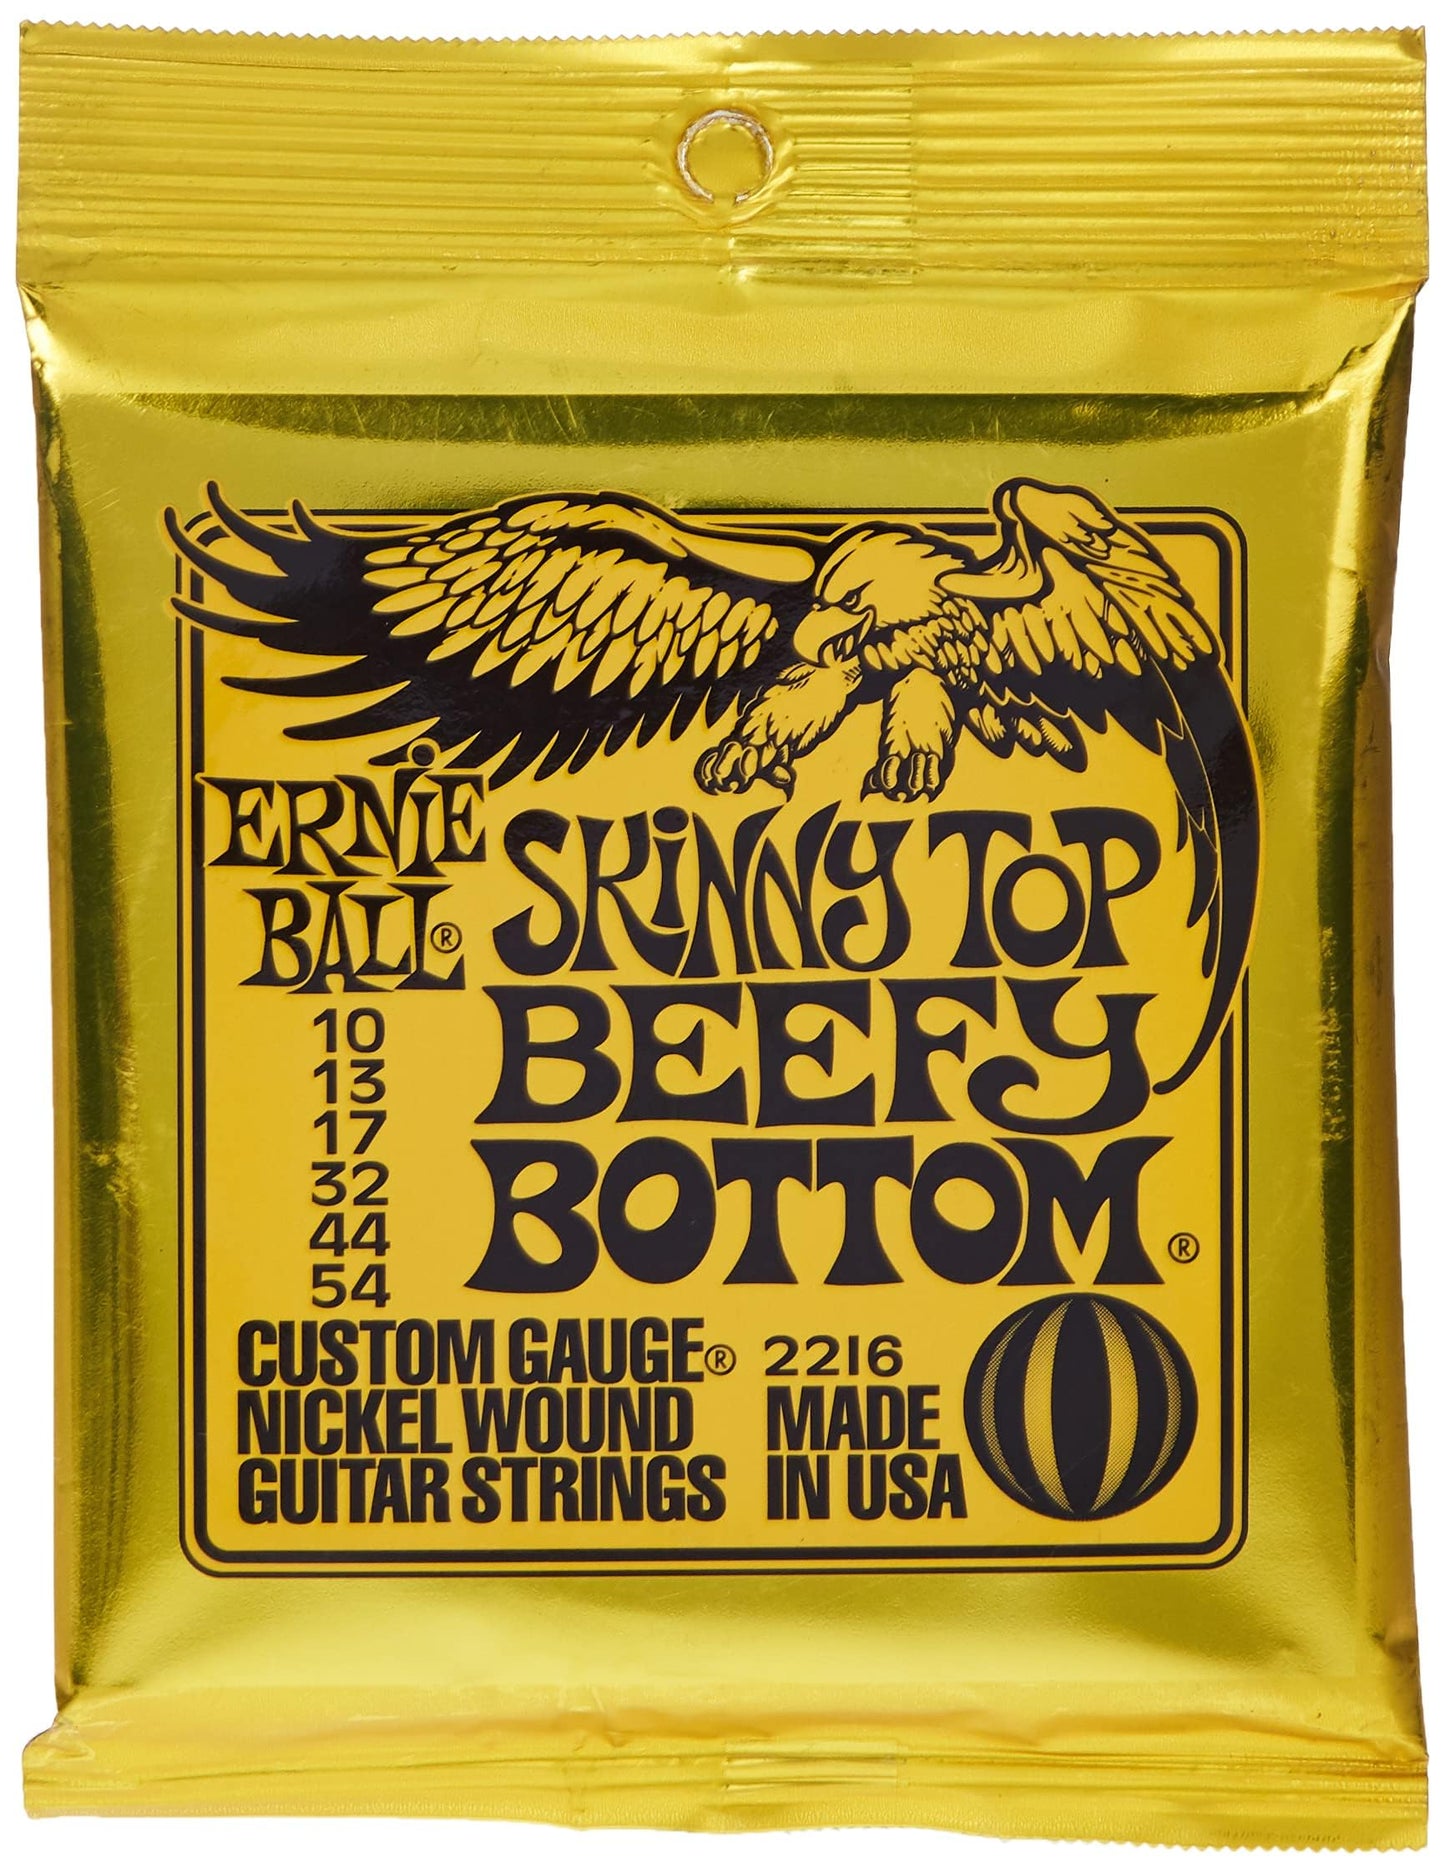 ERNiE
BALL®
SKiNNY TOP
BEEFY
BOTTOM®
10
13
17
32
44
54
CUSTOM GAUGE®
NICKEL WOUND
GUITAR STRINGS
2216
MADE
IN USA